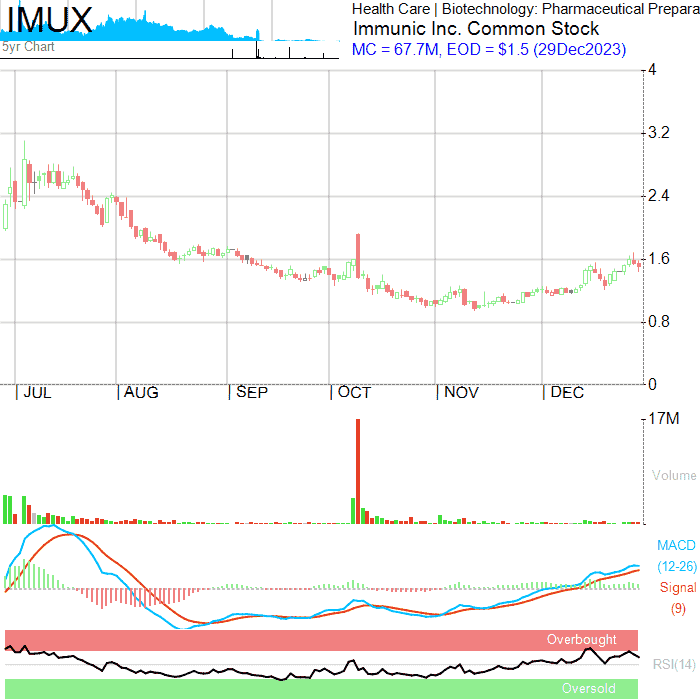 IMUX
5yr Chart
Health Care | Biotechnology: Pharmaceutical Prepara
Immunic Inc. Common Stock
MC = 67.7M, EOD = $1.5 (29Dec2023)
4
3.2
2.4
1.6
0.8
0
JUL
AUG
SEP
OCT
NOV
DEC
17M
Volume
MACD
(12-26)
Signal
(9)
Overbought
RSI(14)
Oversold